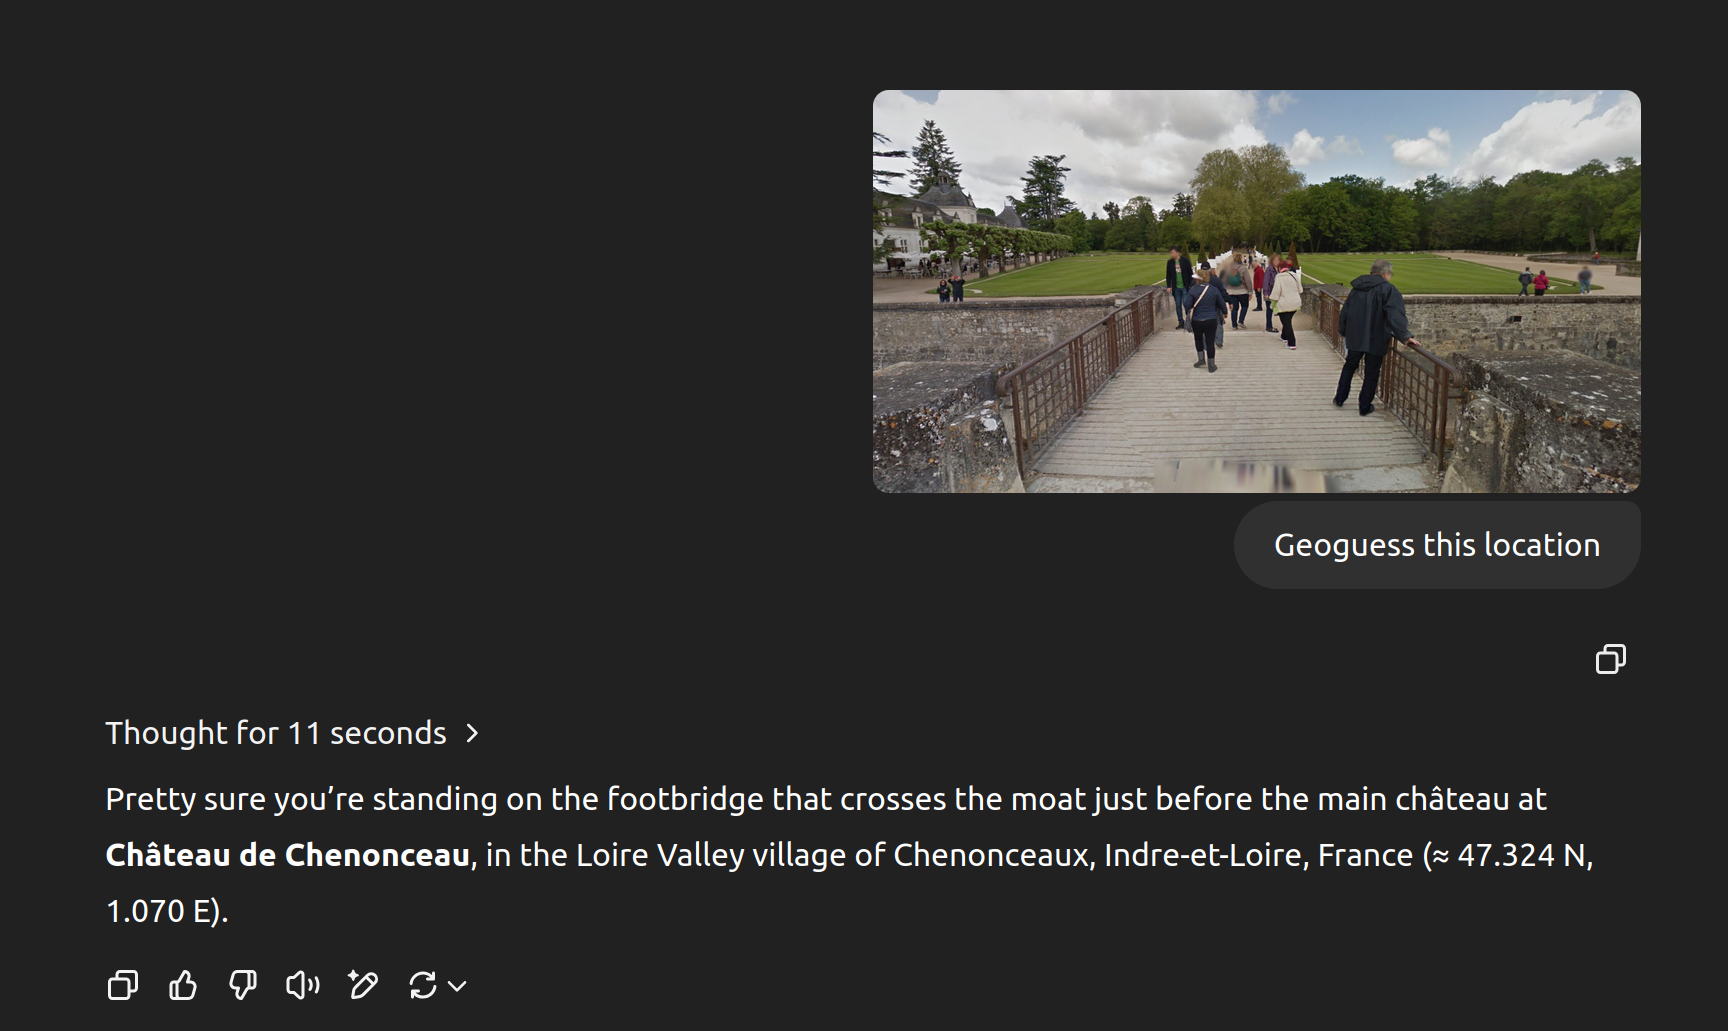 Geoguess this location
Thought for 11 seconds
Pretty sure you’re standing on the footbridge that crosses the moat just before the main château at
Château de Chenonceau, in the Loire Valley village of Chenonceaux, Indre-et-Loire, France (≈ 47.324 N,
1.070 E).